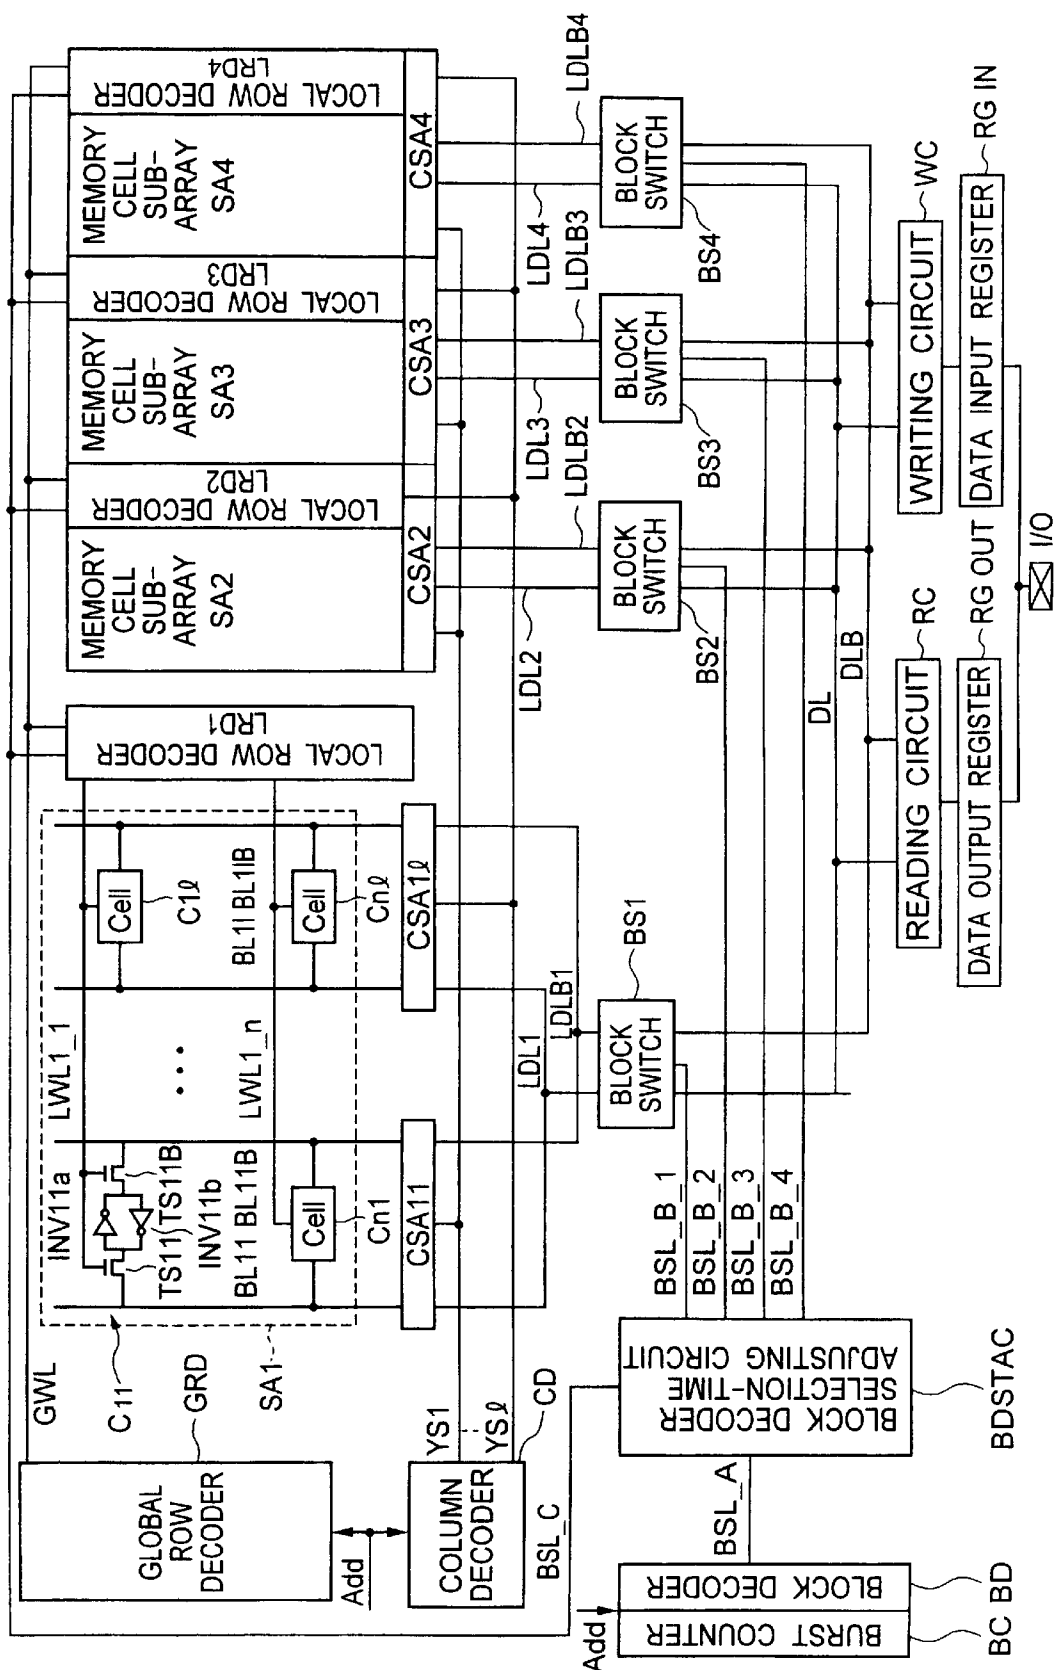 GLOBAL
ROW
DECODER
GRD
GWL
Add
COLUMN
DECODER
CD
YS1
YSℓ
BSL_C
Add
BURST COUNTER
BLOCK DECODER
BC BD
BSL_A
BLOCK DECODER
SELECTION-TIME
ADJUSTING CIRCUIT
BDSTAC
BSL_B_1
BSL_B_2
BSL_B_3
BSL_B_4
C11
SA1
INV11a
TS11
TS11B
INV11b
BL11 BL11B
Cell
Cn1
CSA11
LWL1_1
LWL1_n
Cell
C1ℓ
BL1l BL1lB
Cell
Cnℓ
CSA1ℓ
LDL1
LDLB1
BLOCK
SWITCH
BS1
LOCAL ROW DECODER
LRD1
MEMORY
CELL
SUB-
ARRAY
SA2
LOCAL ROW DECODER
LRD2
CSA2
LDL2
LDLB2
BLOCK
SWITCH
BS2
MEMORY
CELL
SUB-
ARRAY
SA3
LOCAL ROW DECODER
LRD3
CSA3
LDL3
LDLB3
BLOCK
SWITCH
BS3
MEMORY
CELL
SUB-
ARRAY
SA4
LOCAL ROW DECODER
LRD4
CSA4
LDL4
LDLB4
BLOCK
SWITCH
BS4
DL
DLB
READING CIRCUIT
RC
DATA OUTPUT REGISTER
RG OUT
WRITING CIRCUIT
WC
DATA INPUT REGISTER
RG IN
I/O